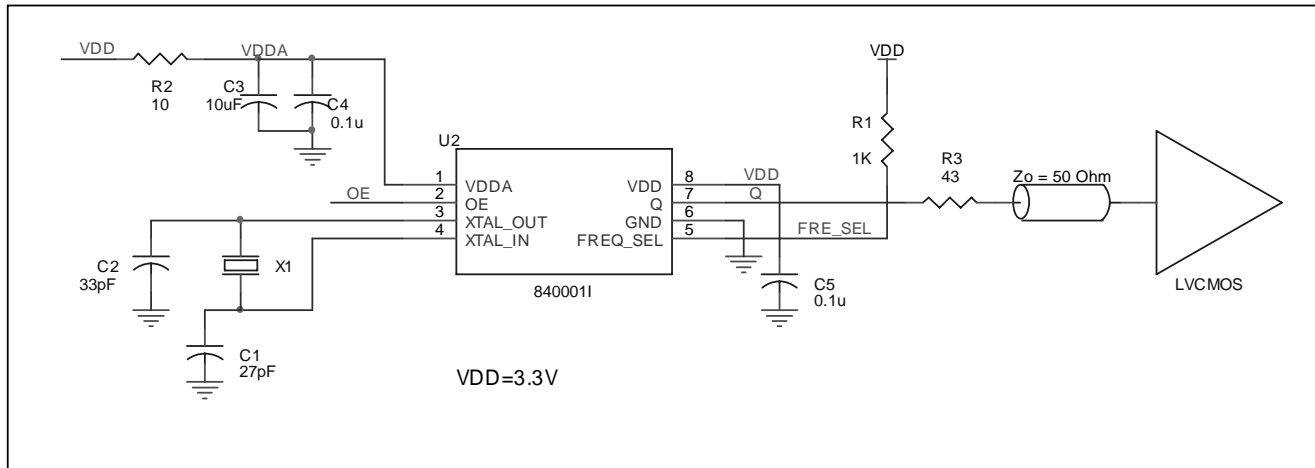 VDD
VDDA
R2
10
C3
10uF
C4
0.1u
VDD
R1
1K
R3
43
Zo = 50 Ohm
LVCMOS
U2
1 VDDA
2 OE
3 XTAL_OUT
4 XTAL_IN
VDD 8
Q 7
GND 6
FREQ_SEL 5
840001I
OE
VDD
Q
FRE_SEL
C2
33pF
X1
C1
27pF
C5
0.1u
VDD=3.3V